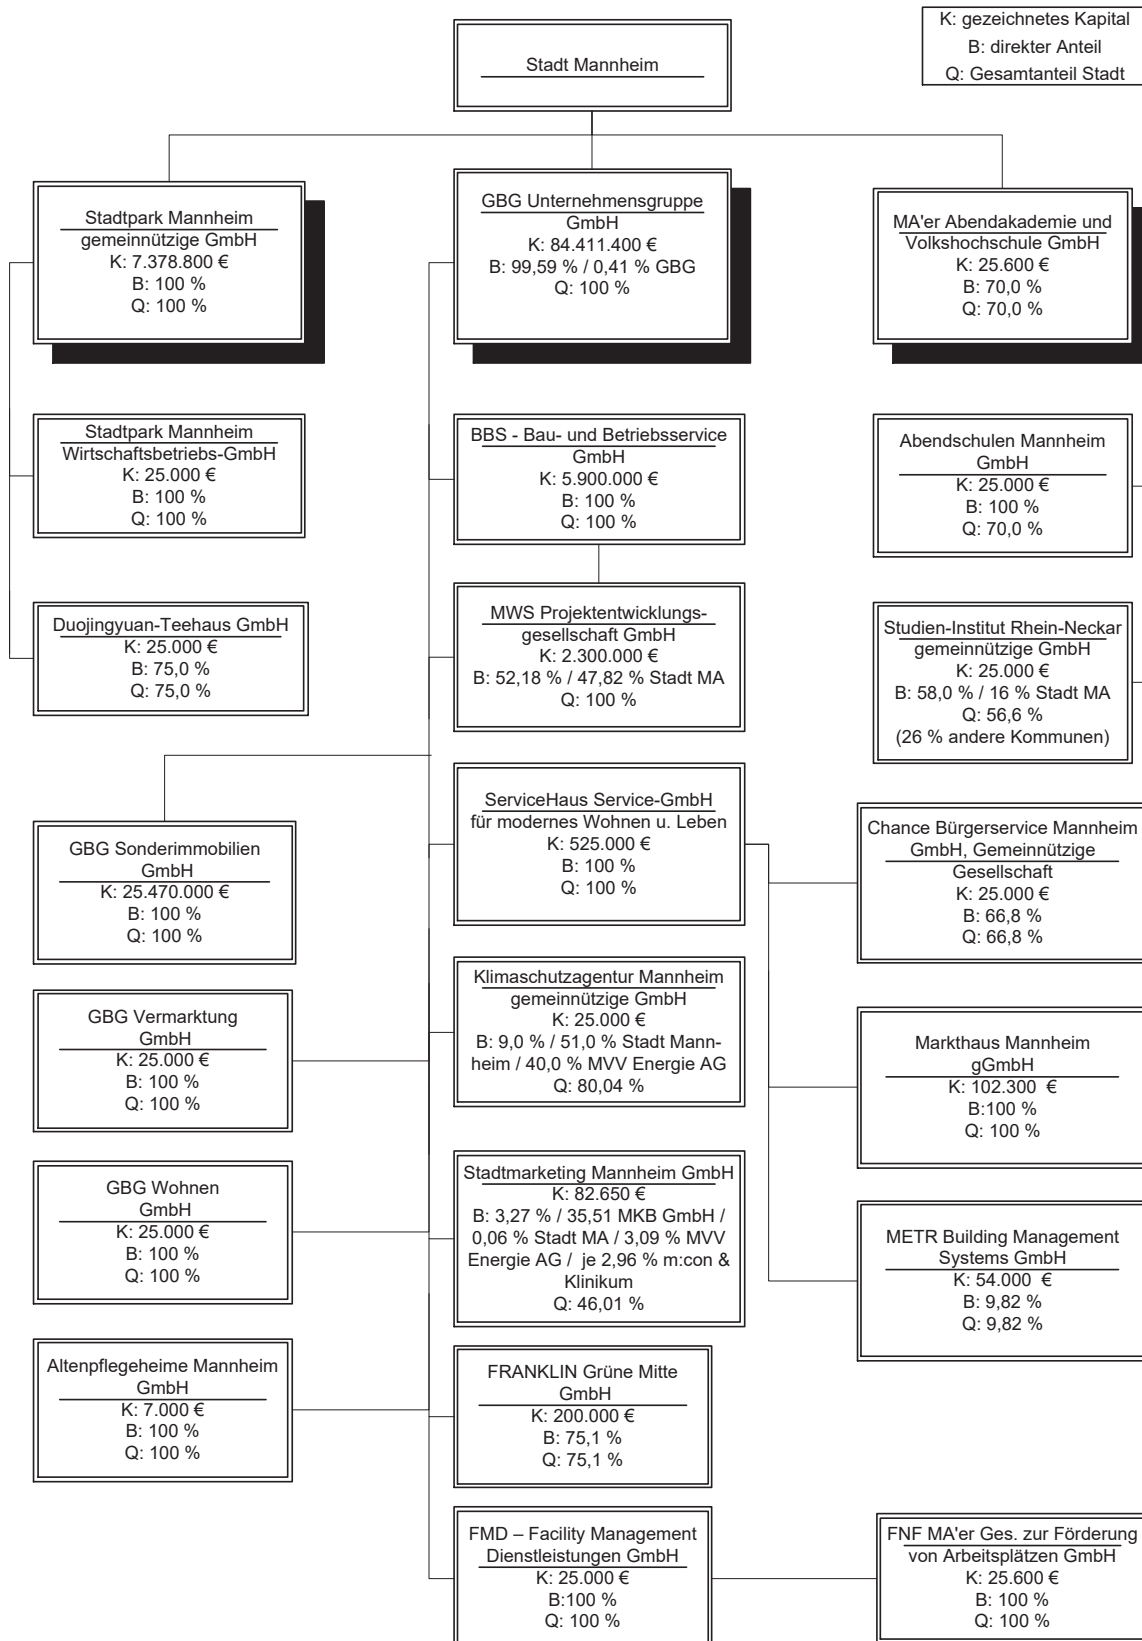 K: gezeichnetes Kapital
B: direkter Anteil
Q: Gesamtanteil Stadt
Stadt Mannheim
Stadtpark Mannheim
gemeinnützige GmbH
K: 7.378.800 €
B: 100 %
Q: 100 %
GBG Unternehmensgruppe
GmbH
K: 84.411.400 €
B: 99,59 % / 0,41 % GBG
Q: 100 %
MA'er Abendakademie und
Volkshochschule GmbH
K: 25.600 €
B: 70,0 %
Q: 70,0 %
Stadtpark Mannheim
Wirtschaftsbetriebs-GmbH
K: 25.000 €
B: 100 %
Q: 100 %
BBS - Bau- und Betriebsservice
GmbH
K: 5.900.000 €
B: 100 %
Q: 100 %
Abendschulen Mannheim
GmbH
K: 25.000 €
B: 100 %
Q: 70,0 %
Duojingyuan-Teehaus GmbH
K: 25.000 €
B: 75,0 %
Q: 75,0 %
MWS Projektentwicklungs-
gesellschaft GmbH
K: 2.300.000 €
B: 52,18 % / 47,82 % Stadt MA
Q: 100 %
Studien-Institut Rhein-Neckar
gemeinnützige GmbH
K: 25.000 €
B: 58,0 % / 16 % Stadt MA
Q: 56,6 %
(26 % andere Kommunen)
GBG Sonderimmobilien
GmbH
K: 25.470.000 €
B: 100 %
Q: 100 %
ServiceHaus Service-GmbH
für modernes Wohnen u. Leben
K: 525.000 €
B: 100 %
Q: 100 %
Chance Bürgerservice Mannheim
GmbH, Gemeinnützige
Gesellschaft
K: 25.000 €
B: 66,8 %
Q: 66,8 %
GBG Vermarktung
GmbH
K: 25.000 €
B: 100 %
Q: 100 %
Klimaschutzagentur Mannheim
gemeinnützige GmbH
K: 25.000 €
B: 9,0 % / 51,0 % Stadt Mann-
heim / 40,0 % MVV Energie AG
Q: 80,04 %
Markthaus Mannheim
gGmbH
K: 102.300 €
B:100 %
Q: 100 %
GBG Wohnen
GmbH
K: 25.000 €
B: 100 %
Q: 100 %
Stadtmarketing Mannheim GmbH
K: 82.650 €
B: 3,27 % / 35,51 MKB GmbH /
0,06 % Stadt MA / 3,09 % MVV
Energie AG / je 2,96 % m:con &
Klinikum
Q: 46,01 %
METR Building Management
Systems GmbH
K: 54.000 €
B: 9,82 %
Q: 9,82 %
Altenpflegeheime Mannheim
GmbH
K: 7.000 €
B: 100 %
Q: 100 %
FRANKLIN Grüne Mitte
GmbH
K: 200.000 €
B: 75,1 %
Q: 75,1 %
FMD – Facility Management
Dienstleistungen GmbH
K: 25.000 €
B:100 %
Q: 100 %
FNF MA'er Ges. zur Förderung
von Arbeitsplätzen GmbH
K: 25.600 €
B: 100 %
Q: 100 %